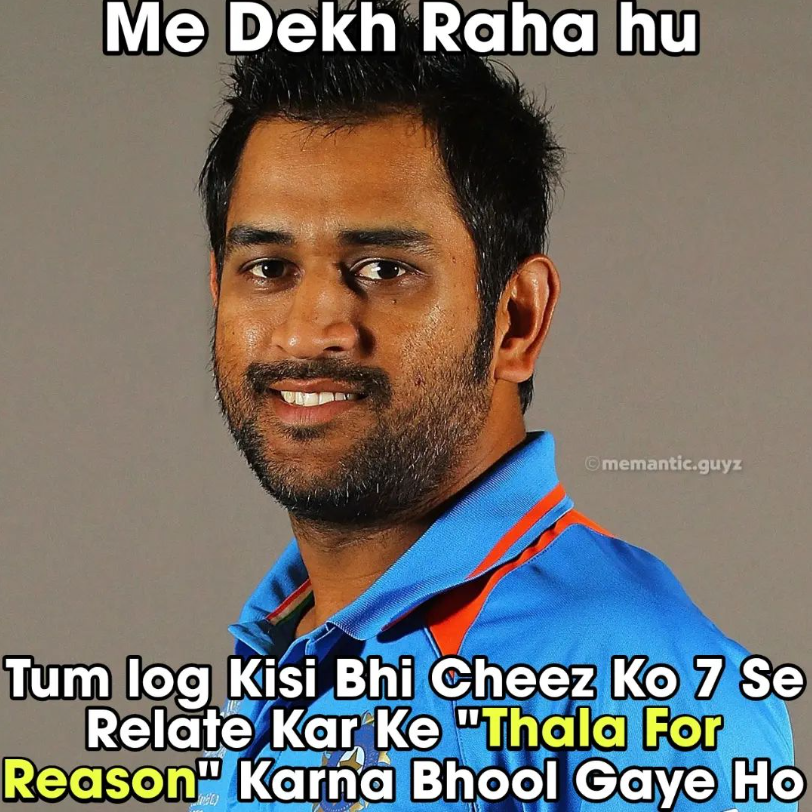 Me Dekh Raha hu
©memantic.guyz
Tum log Kisi Bhi Cheez Ko 7 Se
Relate Kar Ke "Thala For
Reason" Karna Bhool Gaye Ho